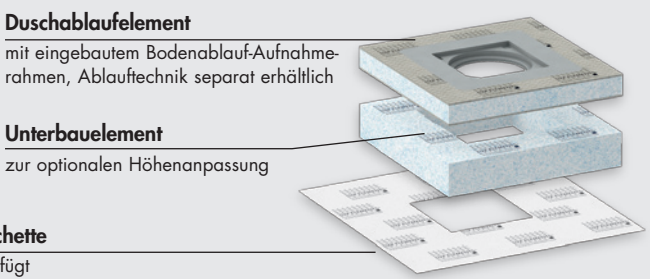 Duschablaufelement
mit eingebautem Bodenablauf-Aufnahme-
rahmen, Ablauftechnik separat erhältlich
Unterbauelement
zur optionalen Höhenanpassung
chette
fügt